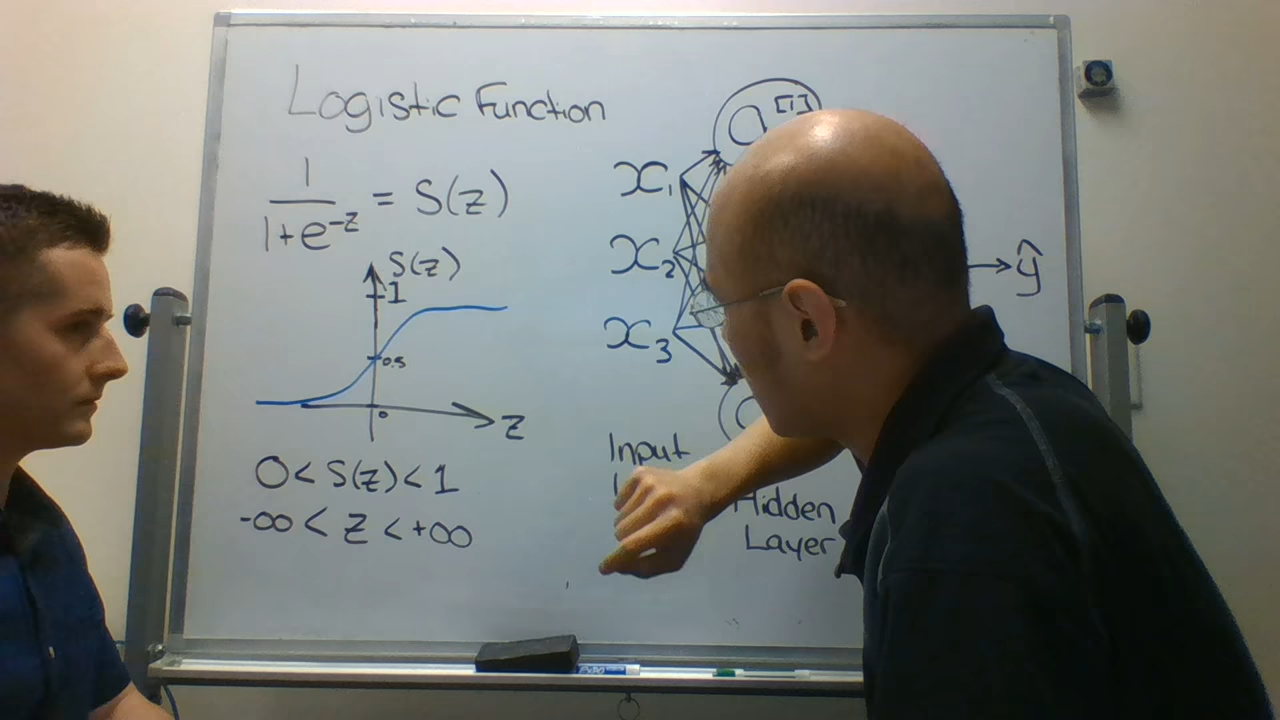 Logistic Function
1
1+e^-z = S(z)
S(z)
1
0.5
0
z
0 < S(z) < 1
-∞ < z < +∞
a^[1]
x₁
x₂
x₃
ŷ
Input
Hidden
Layer